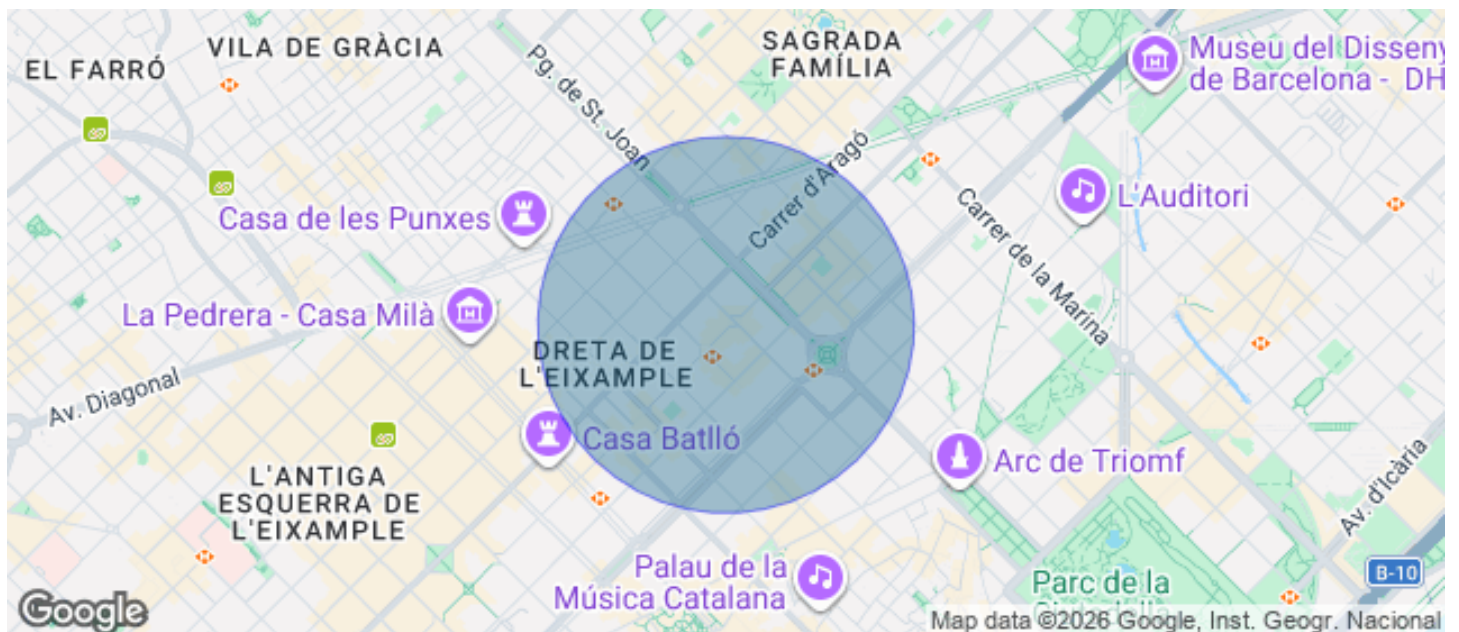 SAGRADA
FAMÍLIA
VILA DE GRÀCIA
EL FARRÓ
Museu del Disseny
de Barcelona - DH
Pg. de St. Joan
Carrer d'Aragó
Casa de les Punxes
L'Auditori
Carrer de la Marina
La Pedrera - Casa Milà
DRETA DE
L'EIXAMPLE
Av. Diagonal
Casa Batlló
Arc de Triomf
L'ANTIGA
ESQUERRA DE
L'EIXAMPLE
Av. d'Icària
Palau de la
Música Catalana
B-10
Parc de la
Ciutadella
Google
Map data ©2026 Google, Inst. Geogr. Nacional